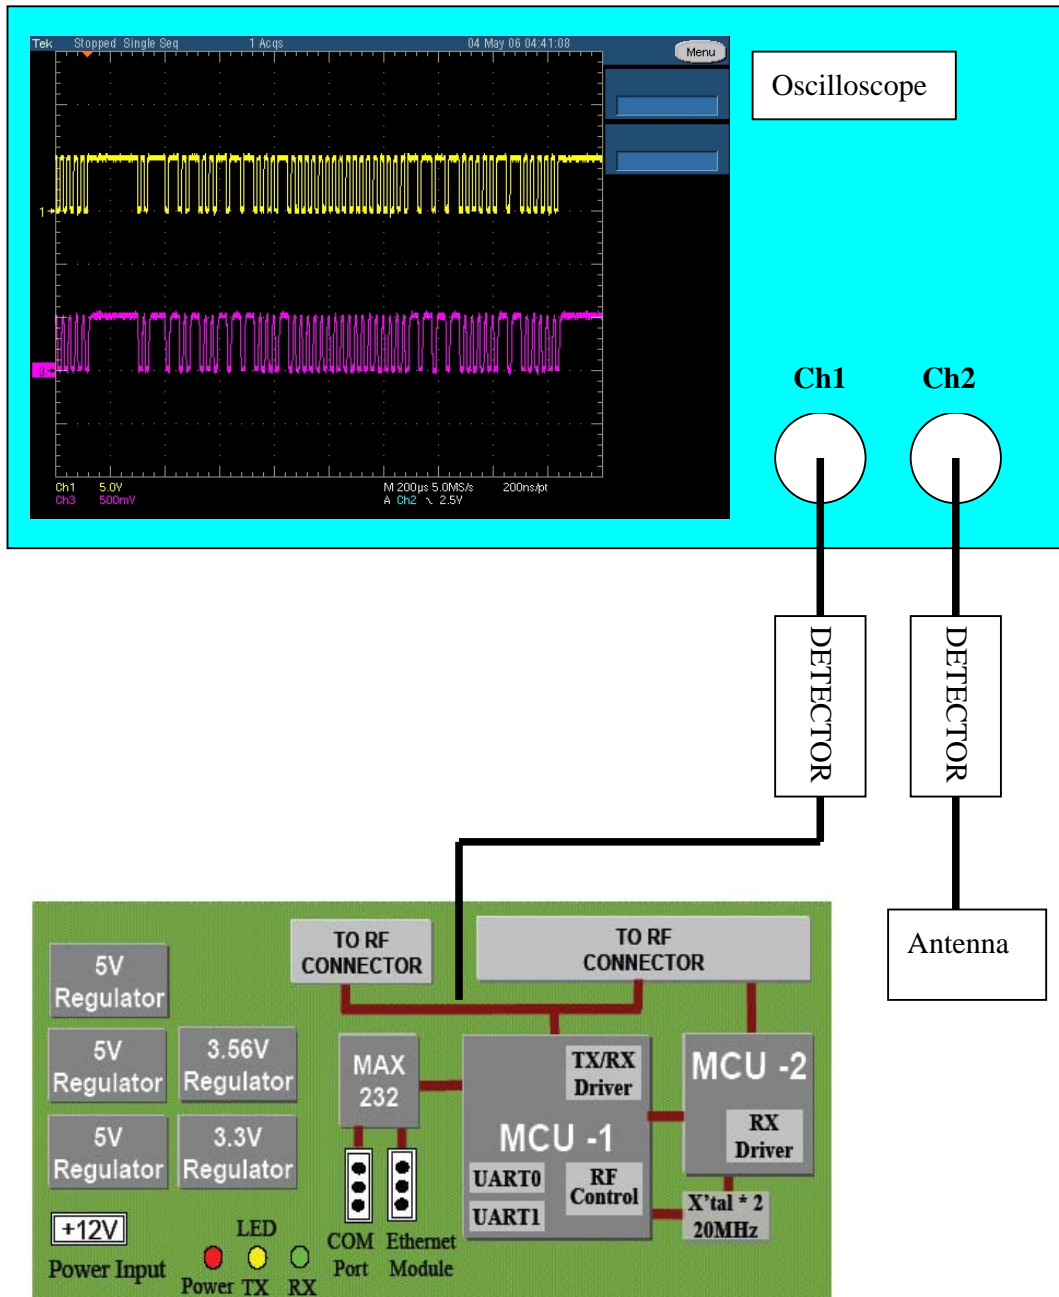 Tek Stopped Single Seq 1 Acqs 04 May 06 04:41:08
Menu
Oscilloscope
1
3
Ch1 5.0V M 200µs 5.0MS/s 200ns/pt
Ch3 500mV A Ch2 2.5V
Ch1 Ch2
DETECTOR
DETECTOR
Antenna
TO RF
CONNECTOR
TO RF
CONNECTOR
5V
Regulator
5V
Regulator
3.56V
Regulator
5V
Regulator
3.3V
Regulator
MAX
232
TX/RX
Driver
MCU -1
UART0
UART1
RF
Control
MCU -2
RX
Driver
X'tal * 2
20MHz
+12V
Power Input
LED
Power TX RX
COM
Port
Ethernet
Module